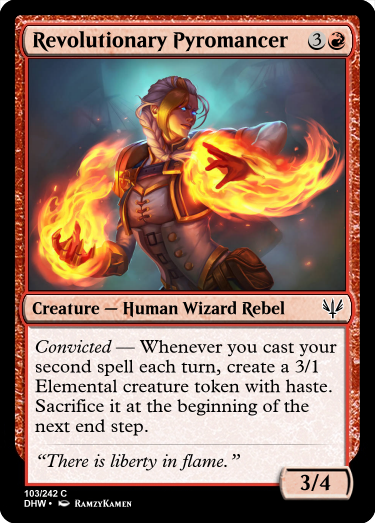 Revolutionary Pyromancer 3
Creature — Human Wizard Rebel
Convicted — Whenever you cast your
second spell each turn, create a 3/1
Elemental creature token with haste.
Sacrifice it at the beginning of the
next end step.
“There is liberty in flame.”
3/4
103/242 C
DHW • RamzyKamen